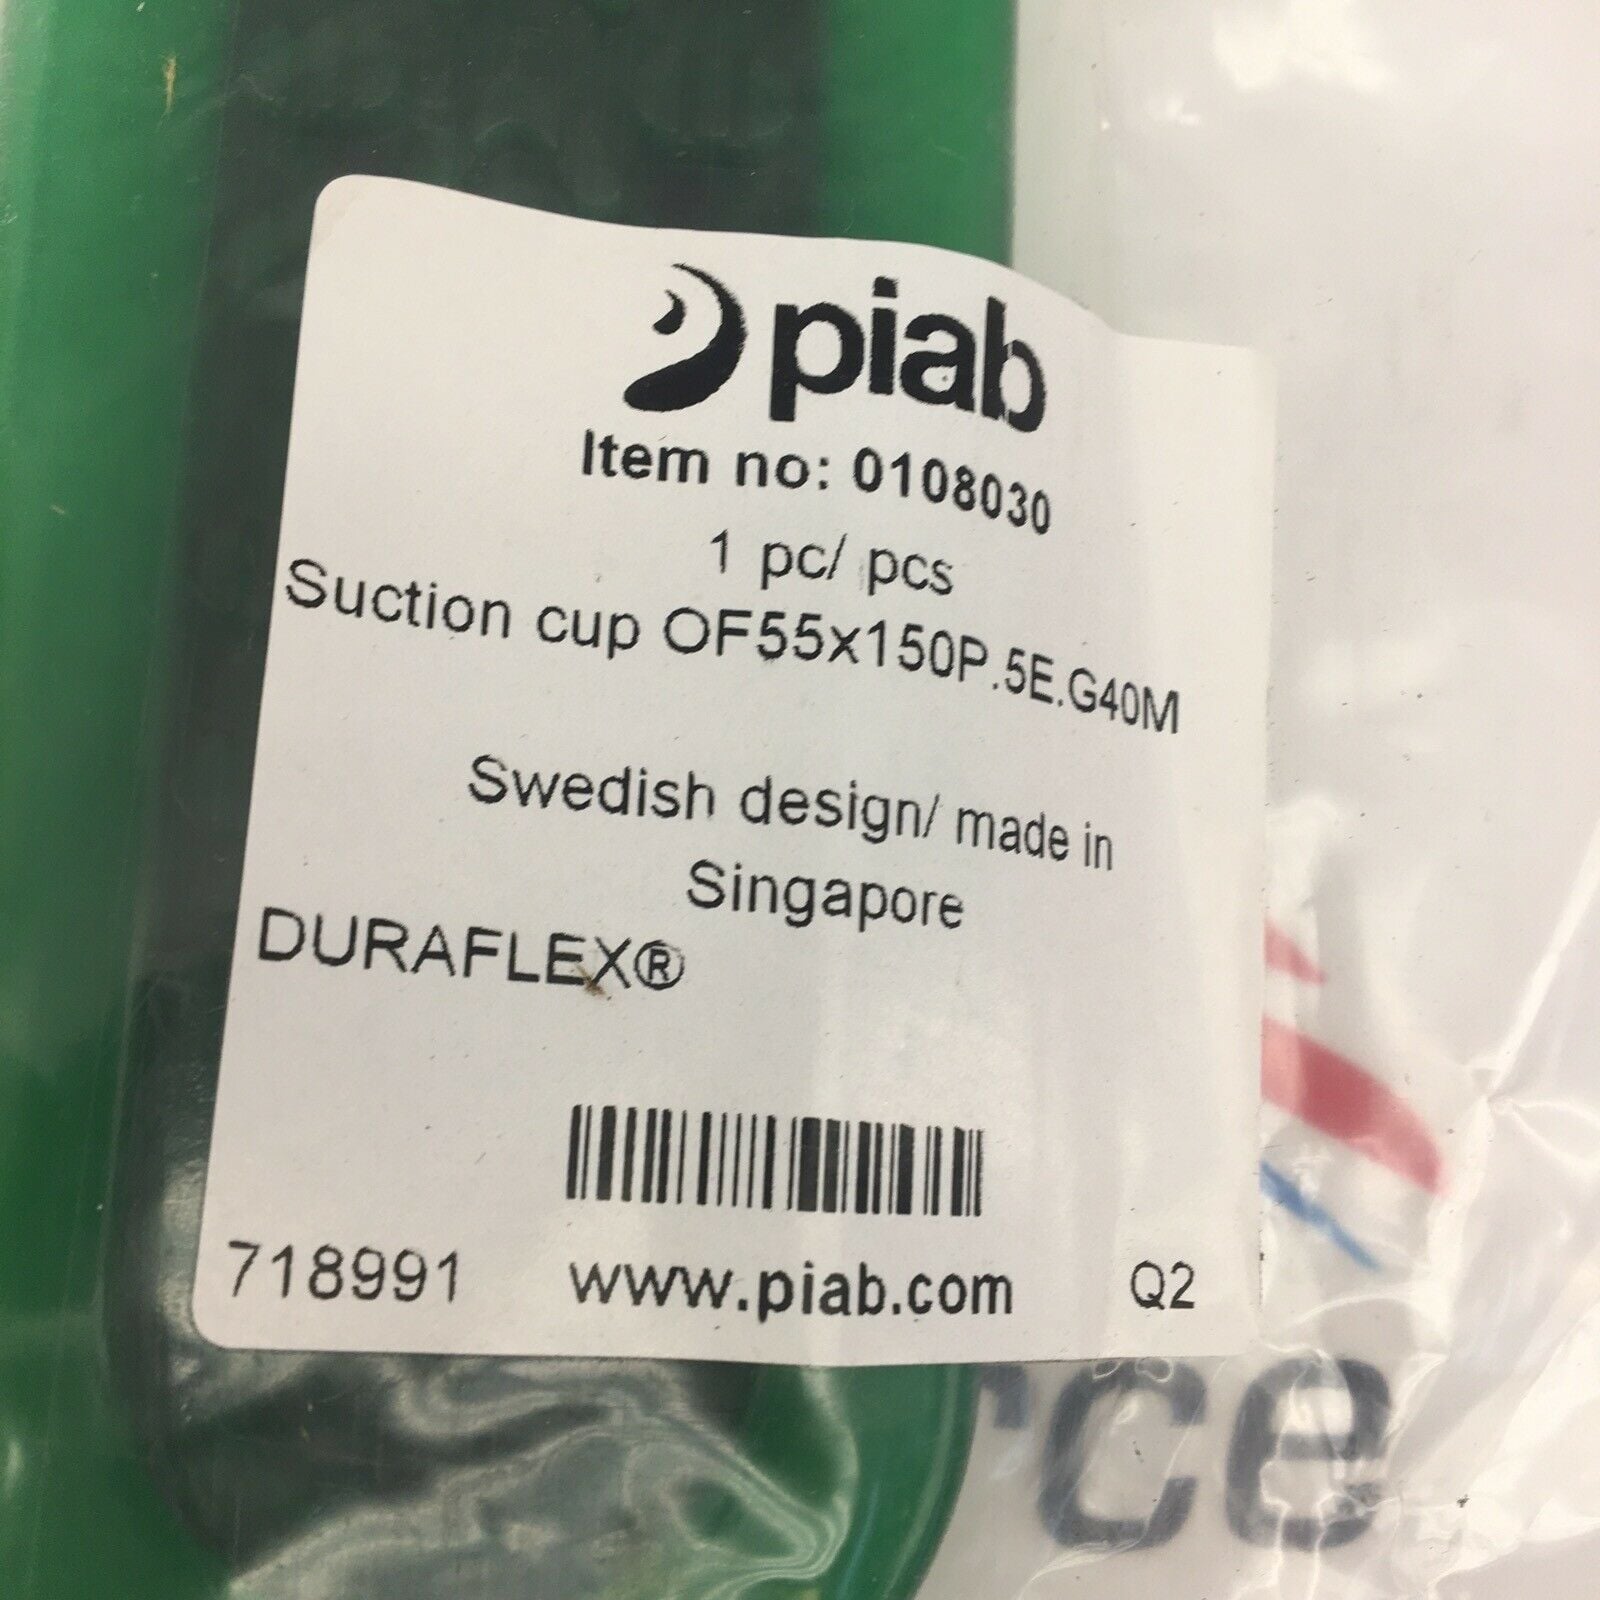 piab
Item no: 0108030
1 pc/ pcs
Suction cup OF55x150P.5E.G40M
Swedish design/ made in
Singapore
DURAFLEX®
718991 www.piab.com Q2
rce